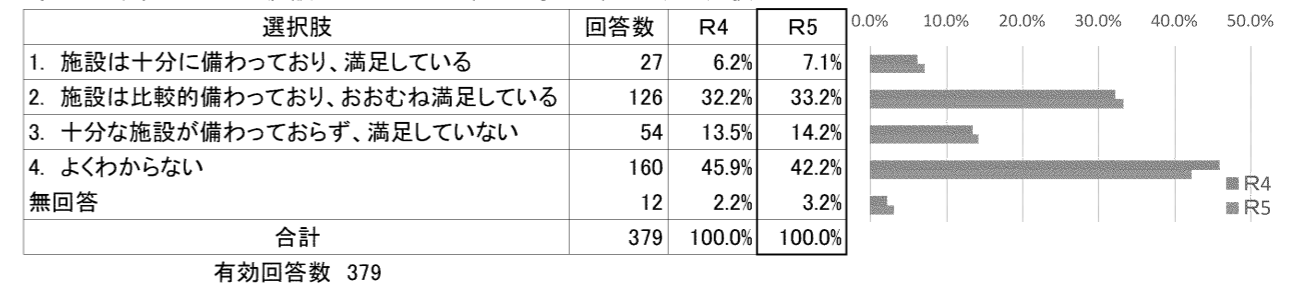 選択肢 回答数 R4 R5
1. 施設は十分に備わっており、満足している 27 6.2% 7.1%
2. 施設は比較的備わっており、おおむね満足している 126 32.2% 33.2%
3. 十分な施設が備わっておらず、満足していない 54 13.5% 14.2%
4. よくわからない 160 45.9% 42.2%
無回答 12 2.2% 3.2%
合計 379 100.0% 100.0%
有効回答数 379
0.0% 10.0% 20.0% 30.0% 40.0% 50.0%
R4
R5